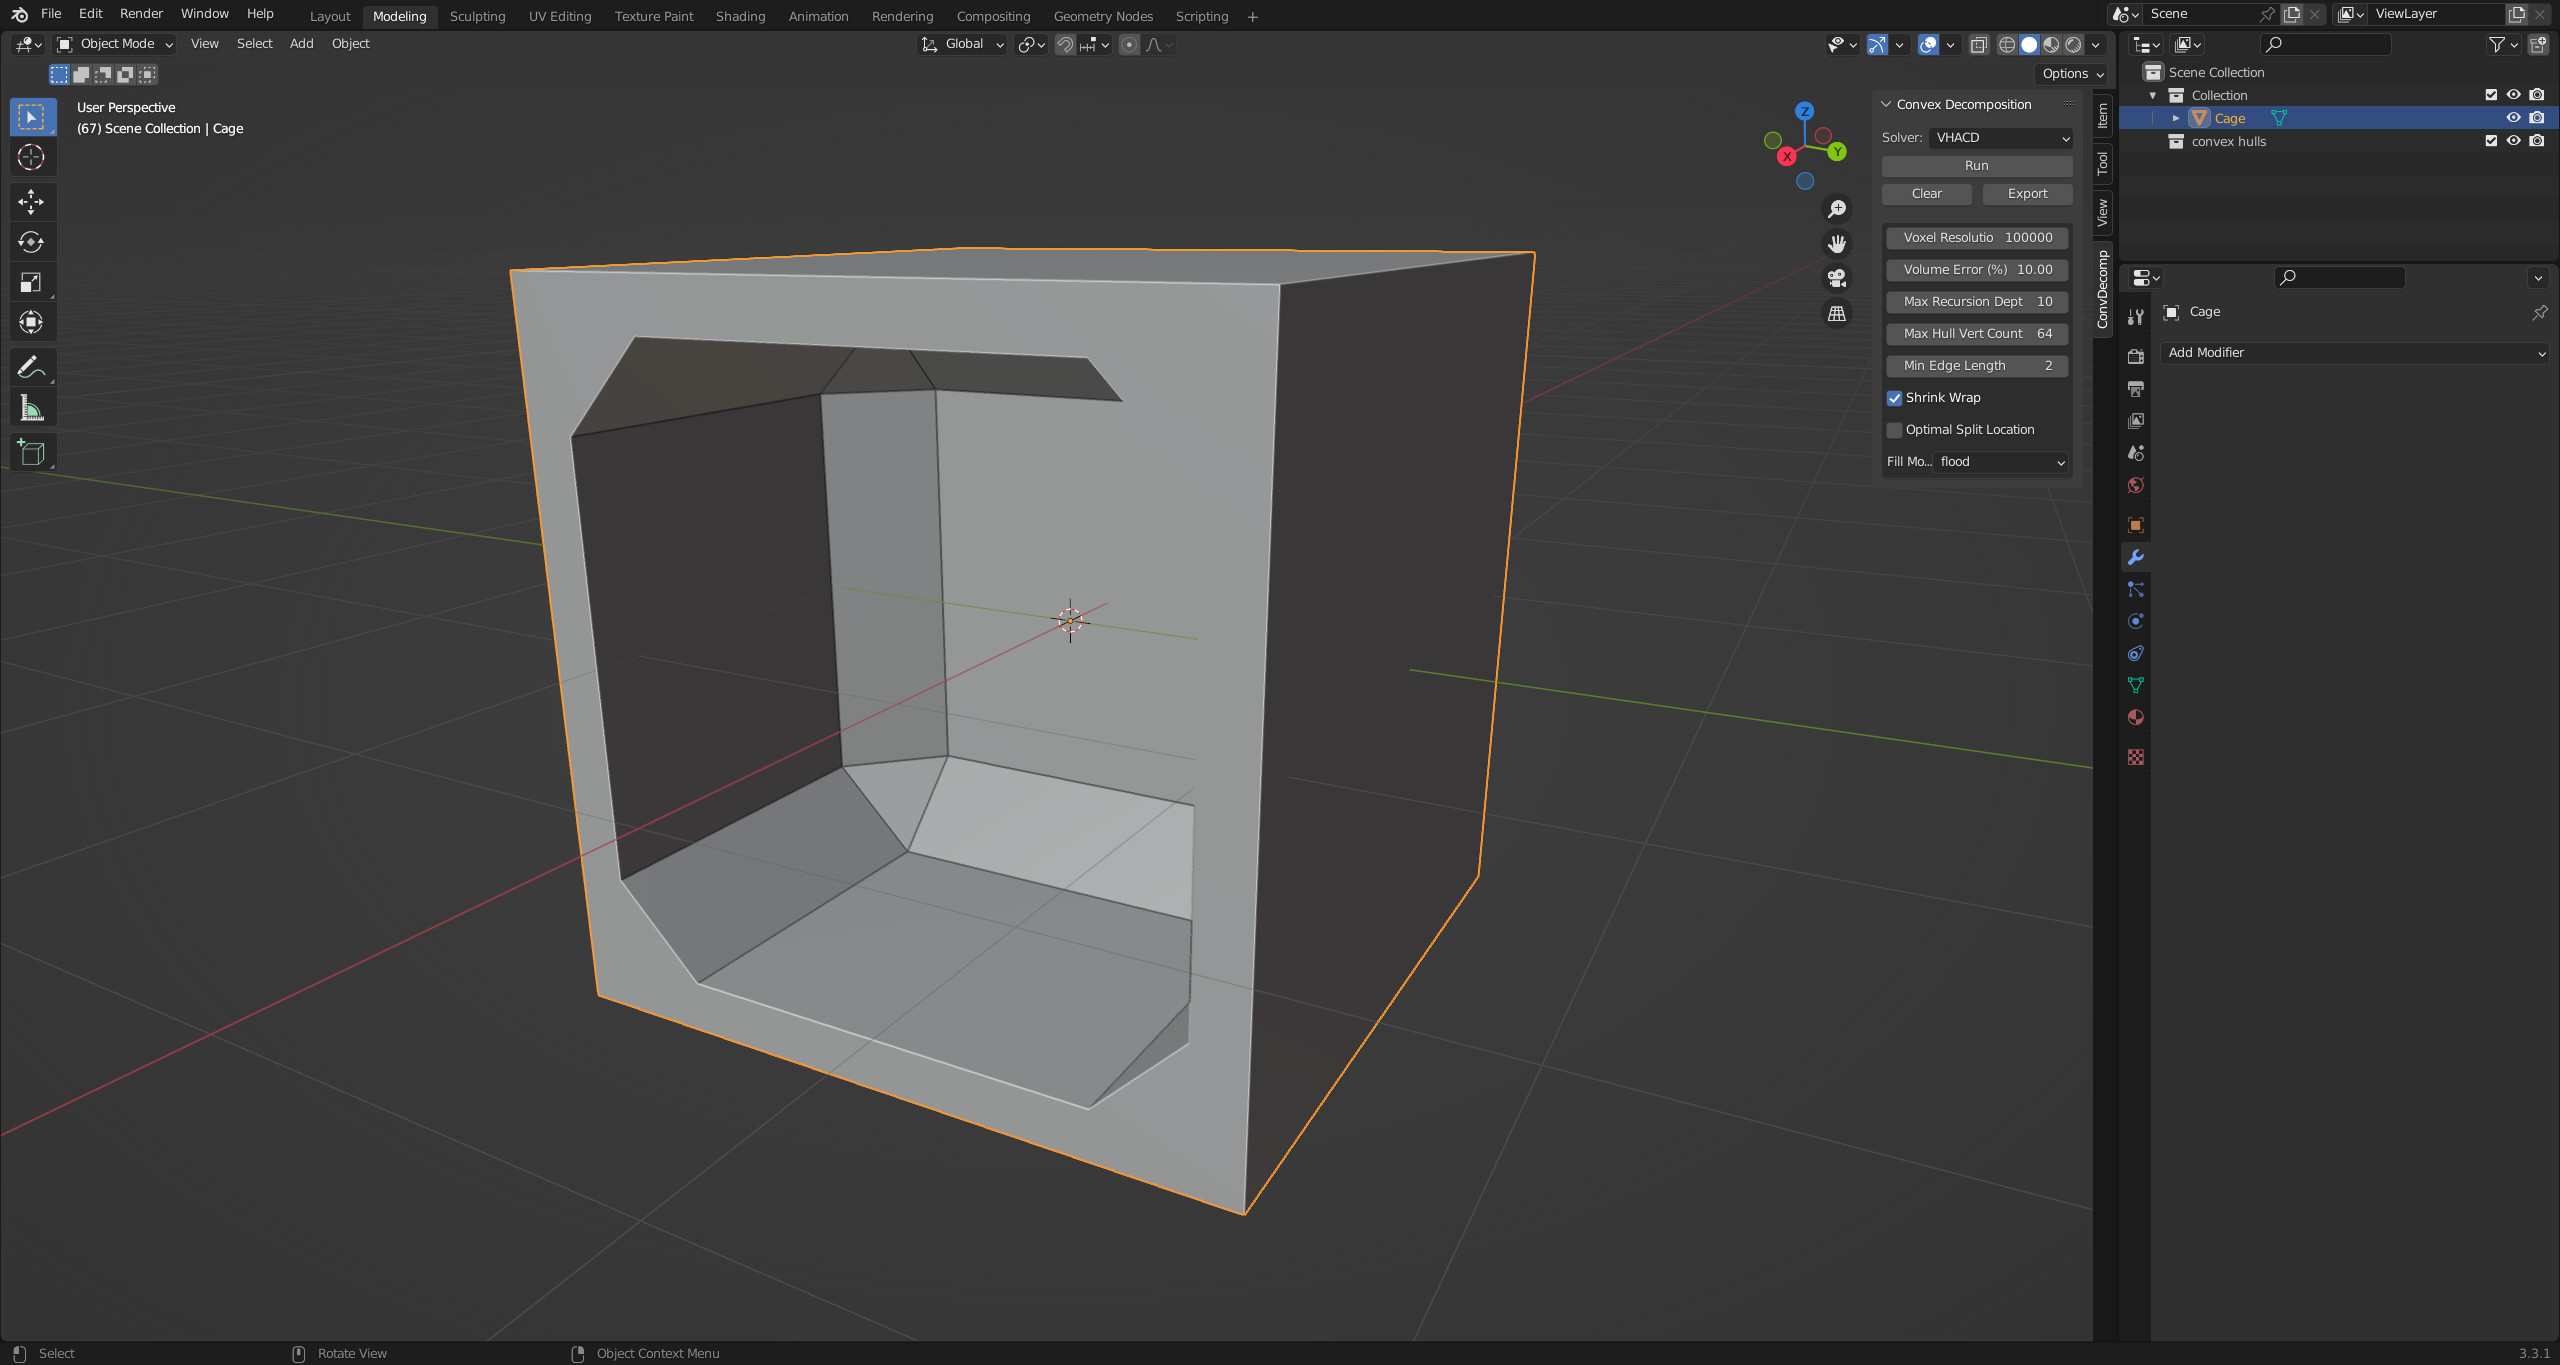 File Edit Render Window Help Layout Modeling Sculpting UV Editing Texture Paint Shading Animation Rendering Compositing Geometry Nodes Scripting + Scene ViewLayer
Object Mode View Select Add Object Global
Options
User Perspective
(67) Scene Collection | Cage
Z
Y
X
Convex Decomposition
Solver: VHACD
Run
Clear Export
Voxel Resolutio 100000
Volume Error (%) 10.00
Max Recursion Dept 10
Max Hull Vert Count 64
Min Edge Length 2
Shrink Wrap
Optimal Split Location
Fill Mo... flood
Item
Tool
View
ConvDecomp
Scene Collection
Collection
Cage
convex hulls
Cage
Add Modifier
Select Rotate View Object Context Menu 3.3.1